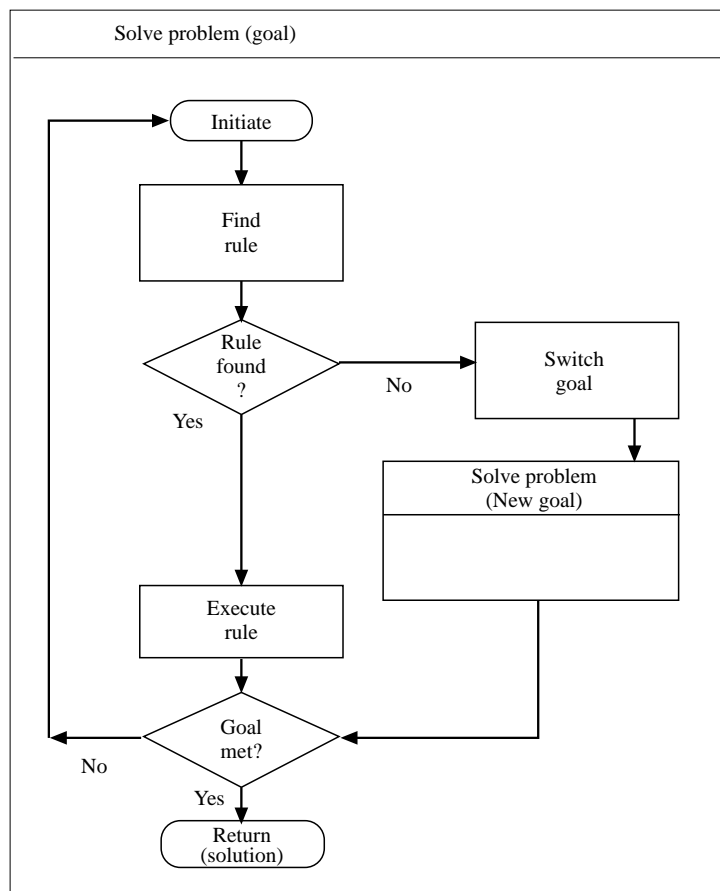 Solve problem (goal)
Initiate
Find
rule
Rule
found
?
No
Yes
Switch
goal
Solve problem
(New goal)
Execute
rule
Goal
met?
No
Yes
Return
(solution)